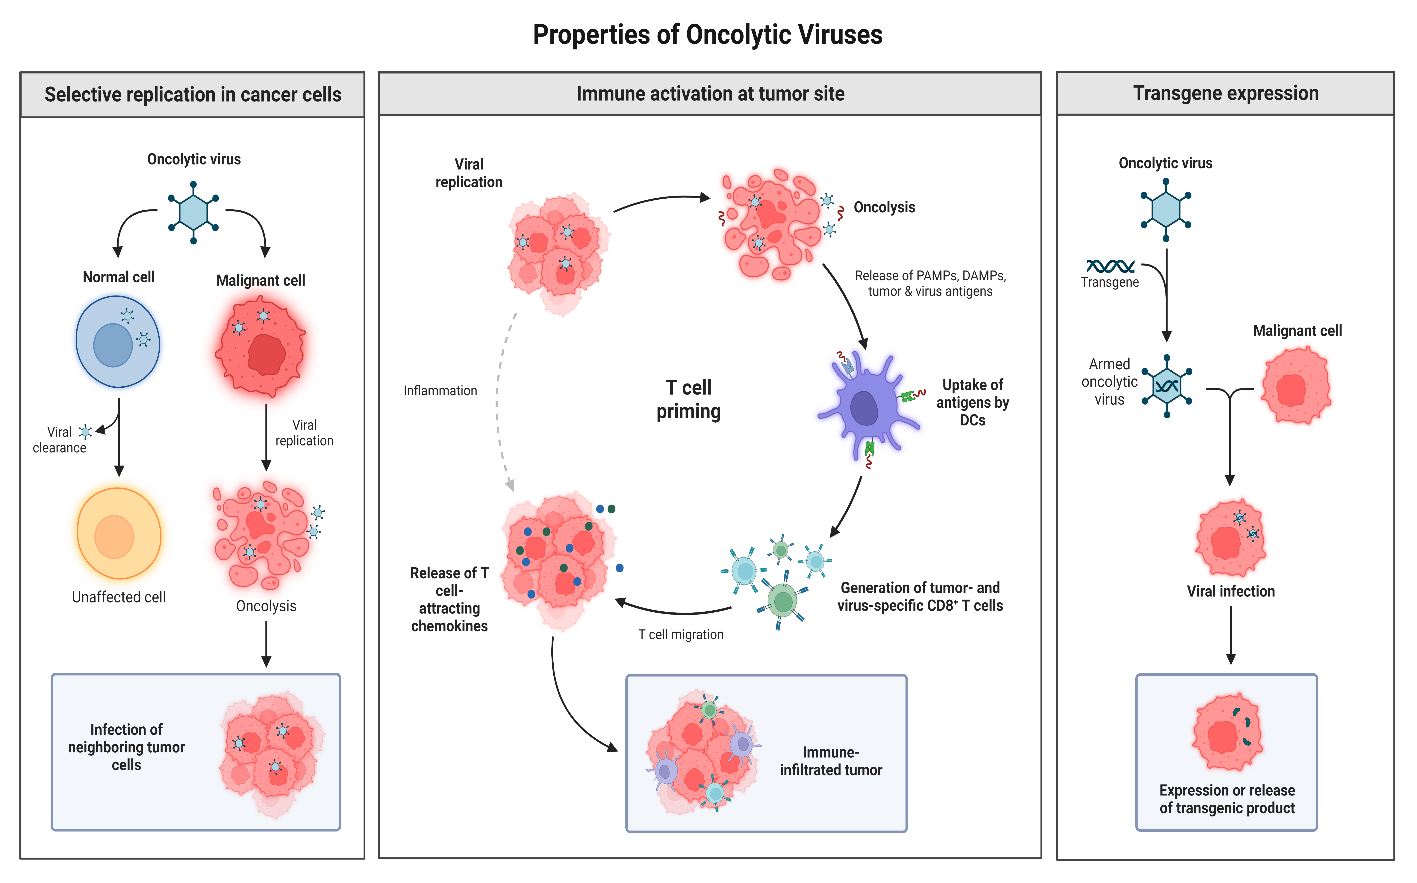 Properties of Oncolytic Viruses
Selective replication in cancer cells
Oncolytic virus
Normal cell
Malignant cell
Viral
clearance
Viral
replication
Unaffected cell
Oncolysis
Infection of
neighboring tumor
cells
Immune activation at tumor site
Viral
replication
Oncolysis
Release of PAMPs, DAMPs,
tumor & virus antigens
Inflammation
T cell
priming
Uptake of
antigens by
DCs
Release of T
cell-
attracting
chemokines
Generation of tumor- and
virus-specific CD8⁺ T cells
T cell migration
Immune-
infiltrated tumor
Transgene expression
Oncolytic virus
Transgene
Malignant cell
Armed
oncolytic
virus
Viral infection
Expression or release
of transgenic product